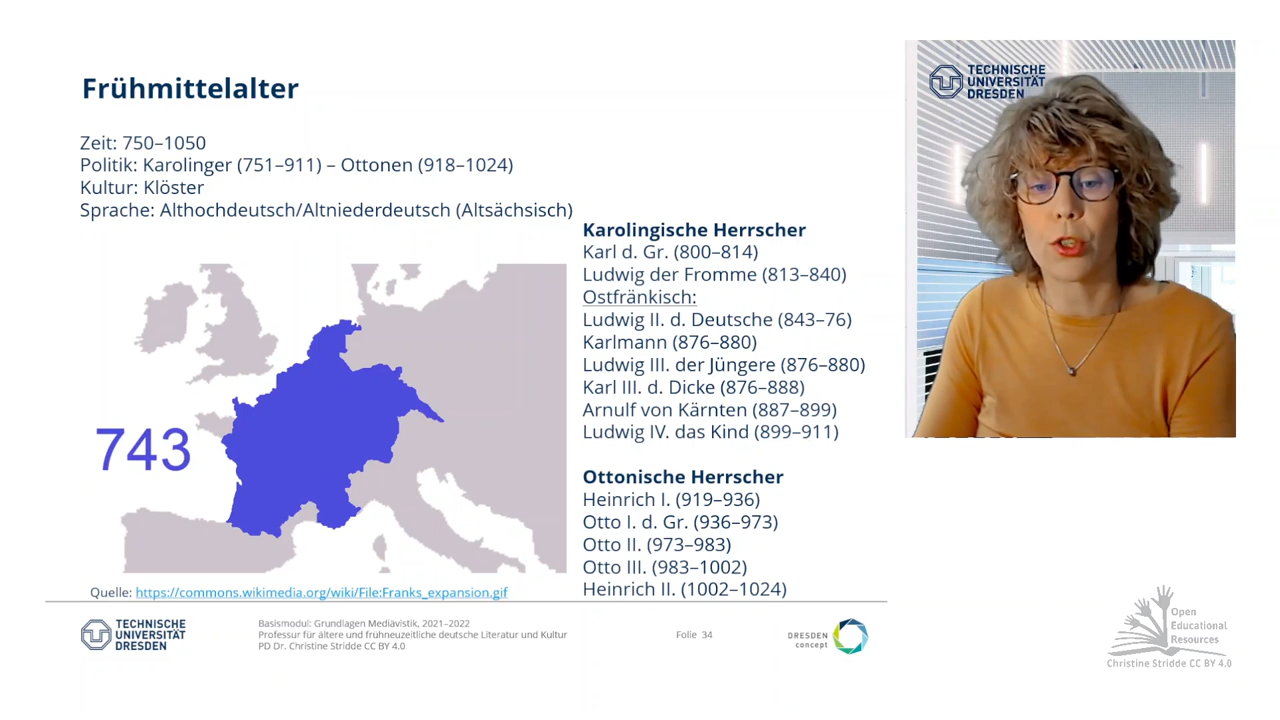 Frühmittelalter
Zeit: 750–1050
Politik: Karolinger (751–911) – Ottonen (918–1024)
Kultur: Klöster
Sprache: Althochdeutsch/Altniederdeutsch (Altsächsisch)
743
Quelle: https://commons.wikimedia.org/wiki/File:Franks_expansion.gif
Karolingische Herrscher
Karl d. Gr. (800–814)
Ludwig der Fromme (813–840)
Ostfränkisch:
Ludwig II. d. Deutsche (843–76)
Karlmann (876–880)
Ludwig III. der Jüngere (876–880)
Karl III. d. Dicke (876–888)
Arnulf von Kärnten (887–899)
Ludwig IV. das Kind (899–911)
Ottonische Herrscher
Heinrich I. (919–936)
Otto I. d. Gr. (936–973)
Otto II. (973–983)
Otto III. (983–1002)
Heinrich II. (1002–1024)
TECHNISCHE
UNIVERSITÄT
DRESDEN
TECHNISCHE
UNIVERSITÄT
DRESDEN
Basismodul: Grundlagen Mediävistik, 2021–2022
Professur für ältere und frühneuzeitliche deutsche Literatur und Kultur
PD Dr. Christine Stridde CC BY 4.0
Folie 34
DRESDEN
concept
Open
Educational
Resources
Christine Stridde CC BY 4.0